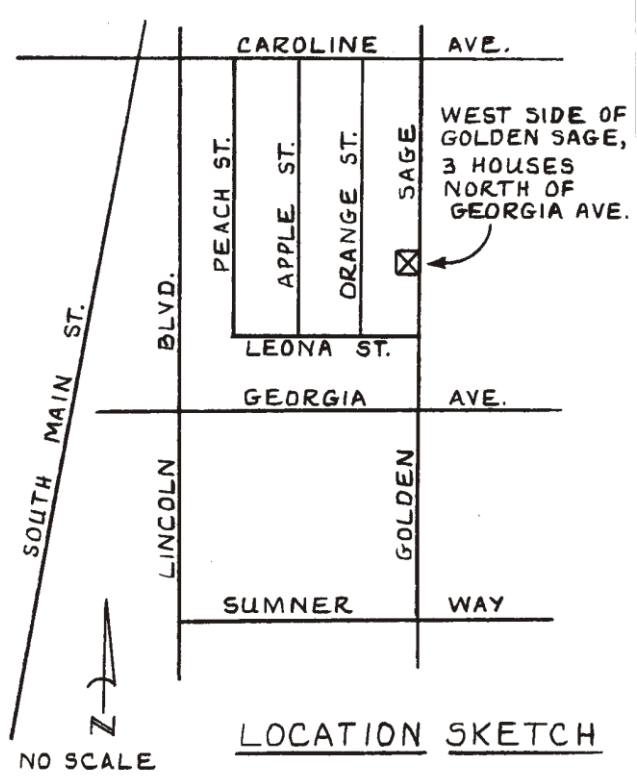 CAROLINE AVE.
WEST SIDE OF
GOLDEN SAGE,
3 HOUSES
NORTH OF
GEORGIA AVE.
PEACH ST.
APPLE ST.
ORANGE ST.
GOLDEN SAGE
LEONA ST.
SOUTH MAIN ST.
LINCOLN BLVD.
GEORGIA AVE.
SUMNER WAY
N
NO SCALE
LOCATION SKETCH